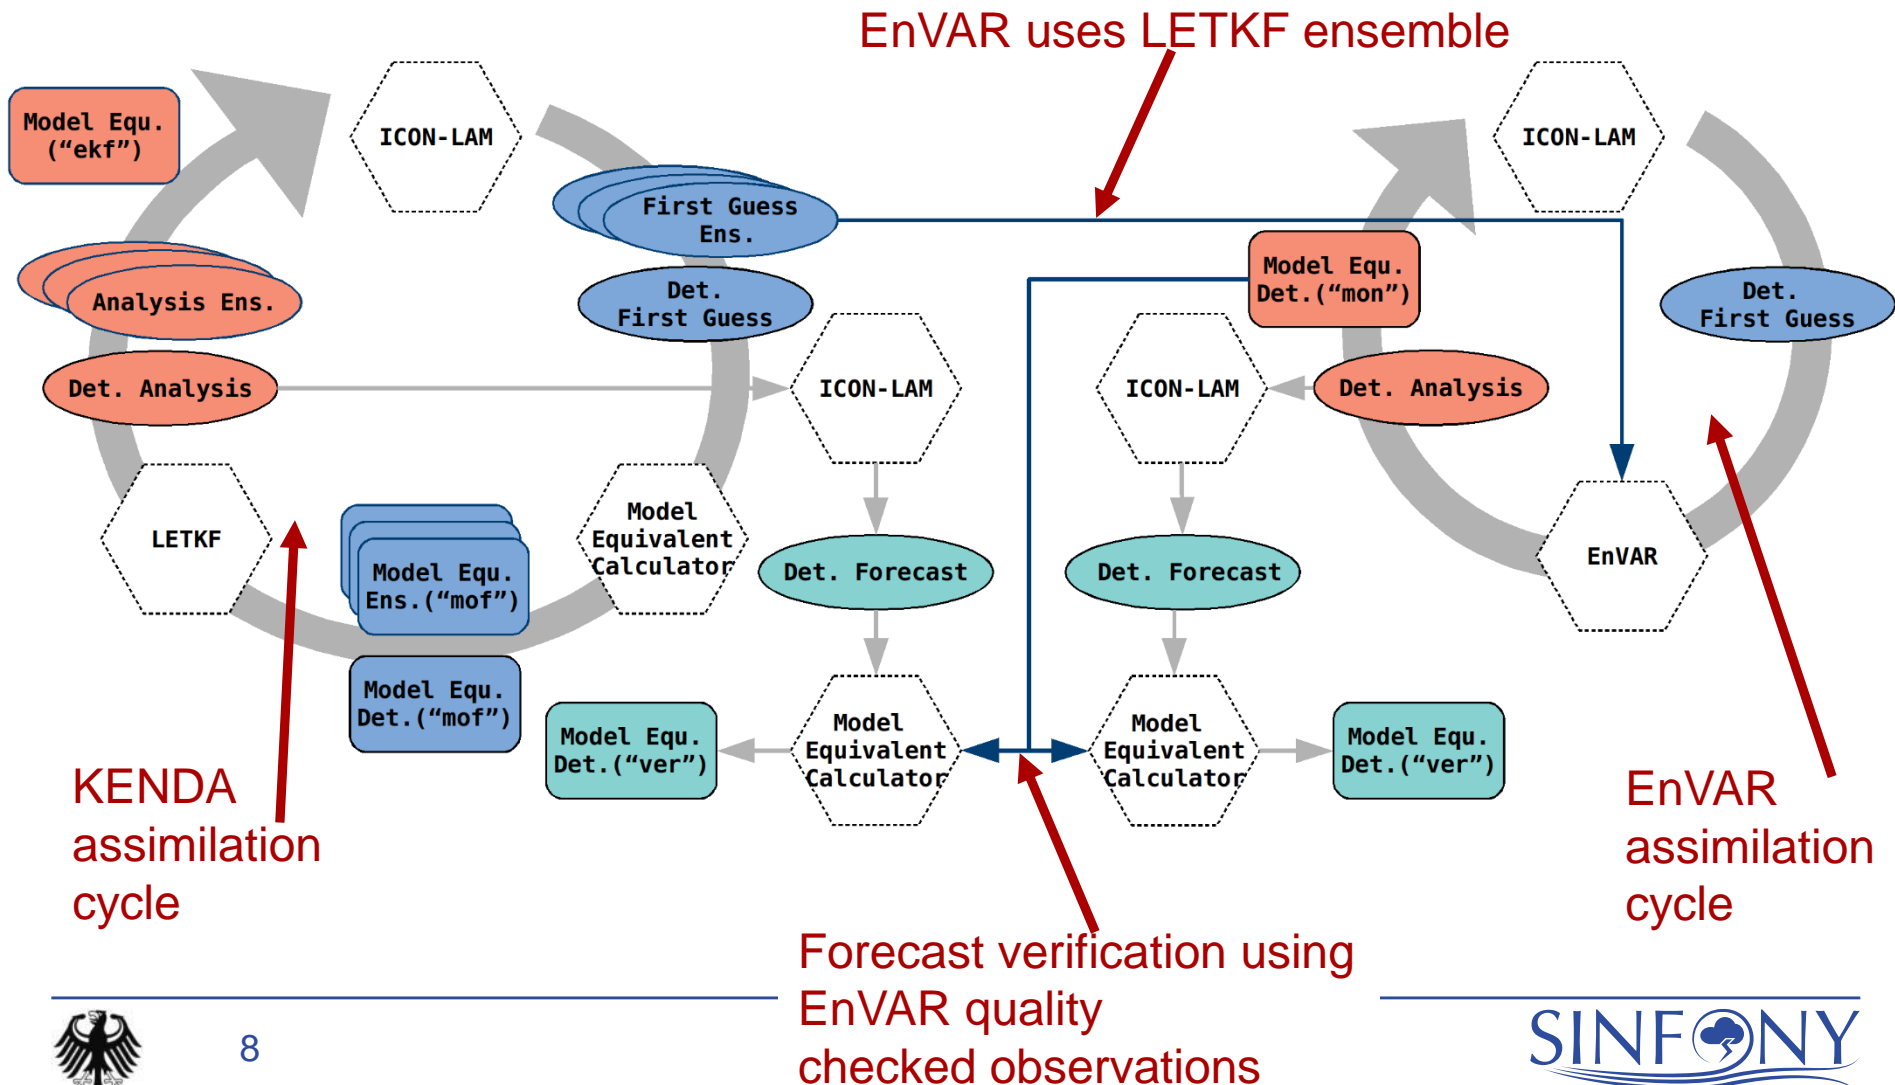 EnVAR uses LETKF ensemble
Model Equ.
(“ekf”)
ICON-LAM
ICON-LAM
First Guess
Ens.
Model Equ.
Det.(“mon”)
Det.
First Guess
Det.
First Guess
Analysis Ens.
Det. Analysis
ICON-LAM
ICON-LAM
Det. Analysis
LETKF
Model Equ.
Ens.(“mof”)
Model
Equivalent
Calculator
Det. Forecast
Det. Forecast
EnVAR
Model Equ.
Det.(“mof”)
Model Equ.
Det.(“ver”)
Model
Equivalent
Calculator
Model
Equivalent
Calculator
Model Equ.
Det.(“ver”)
KENDA
assimilation
cycle
EnVAR
assimilation
cycle
Forecast verification using
EnVAR quality
checked observations
8
SINFONY